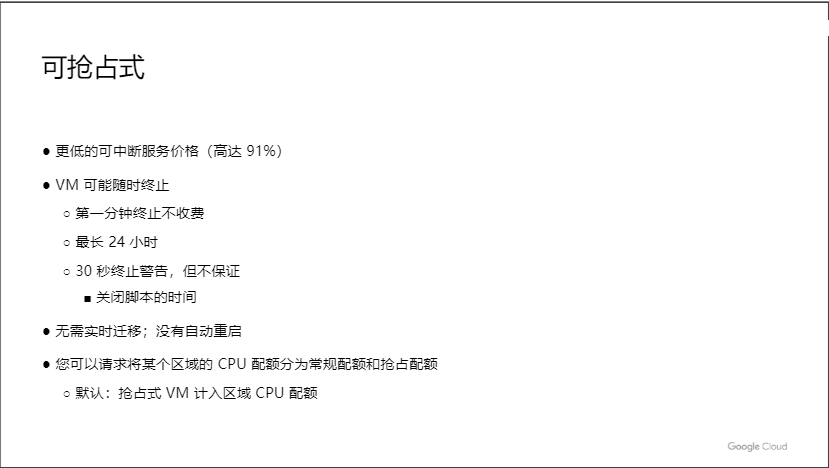 可抢占式
● 更低的可中断服务价格（高达 91%）
● VM 可能随时终止
○ 第一分钟终止不收费
○ 最长 24 小时
○ 30 秒终止警告，但不保证
■ 关闭脚本的时间
● 无需实时迁移；没有自动重启
● 您可以请求将某个区域的 CPU 配额分为常规配额和抢占配额
○ 默认：抢占式 VM 计入区域 CPU 配额
Google Cloud